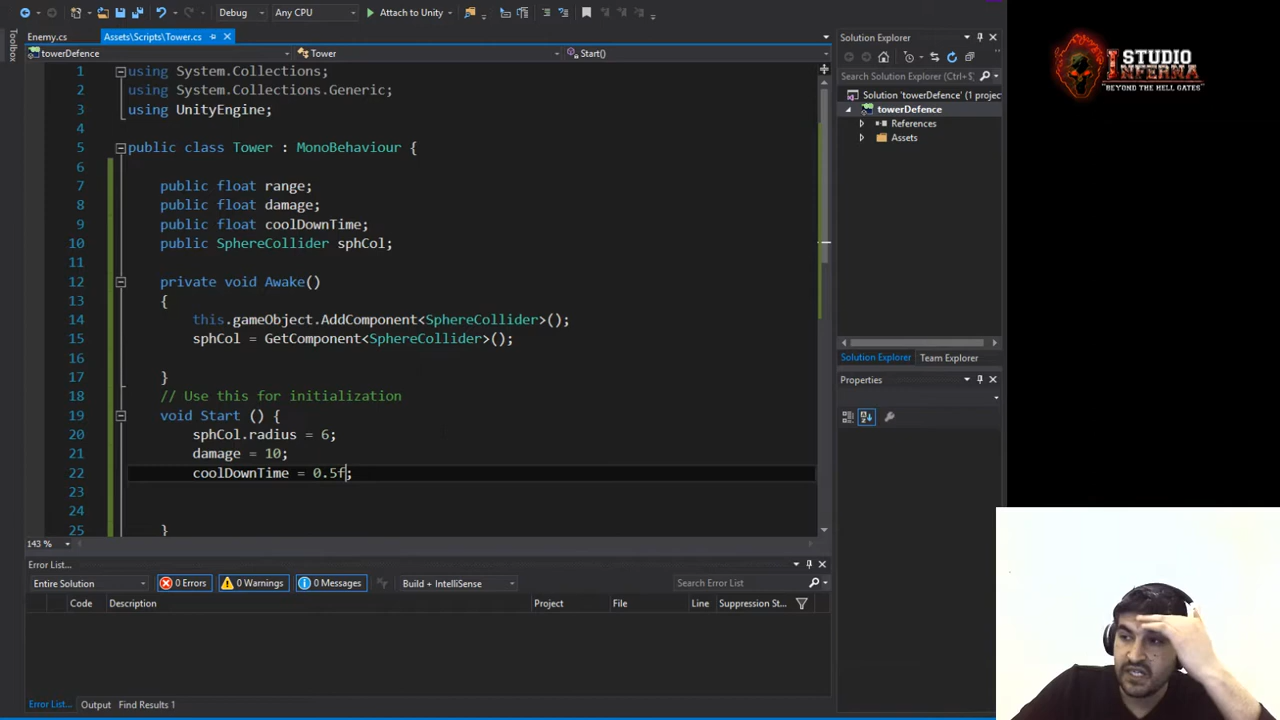 Debug
Any CPU
Attach to Unity
Toolbox
Enemy.cs
Assets\Scripts\Tower.cs
towerDefence
Tower
Start()
1 using System.Collections;
2 using System.Collections.Generic;
3 using UnityEngine;
4
5 public class Tower : MonoBehaviour {
6
7 public float range;
8 public float damage;
9 public float coolDownTime;
10 public SphereCollider sphCol;
11
12 private void Awake()
13 {
14 this.gameObject.AddComponent<SphereCollider>();
15 sphCol = GetComponent<SphereCollider>();
16
17 }
18 // Use this for initialization
19 void Start () {
20 sphCol.radius = 6;
21 damage = 10;
22 coolDownTime = 0.5f;
23
24
25 }
143 %
Error List...
Entire Solution
0 Errors
0 Warnings
0 Messages
Build + IntelliSense
Search Error List
Code
Description
Project
File
Line
Suppression St...
Error List...
Output
Find Results 1
Solution Explorer
Search Solution Explorer (Ctrl+$)
Solution 'towerDefence' (1 project
towerDefence
References
Assets
Solution Explorer
Team Explorer
Properties
STUDIO
INFERNA
"BEYOND THE HELL GATES"